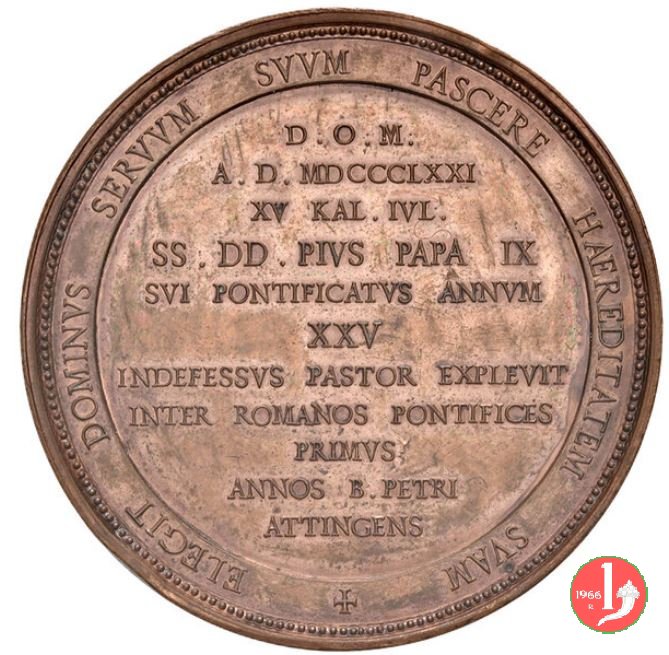 ELEGIT DOMINVS SERVVM SVVM PASCERE HAEREDITATEM SVAM
D.O.M.
A.D.MDCCCLXXI
XV KAL.IVL.
SS.DD.PIVS PAPA IX
SVI PONTIFICATVS ANNVM
XXV
INDEFESSVS PASTOR EXPLEVIT
INTER ROMANOS PONTIFICES
PRIMVS
ANNOS B.PETRI
ATTINGENS
1966
R.